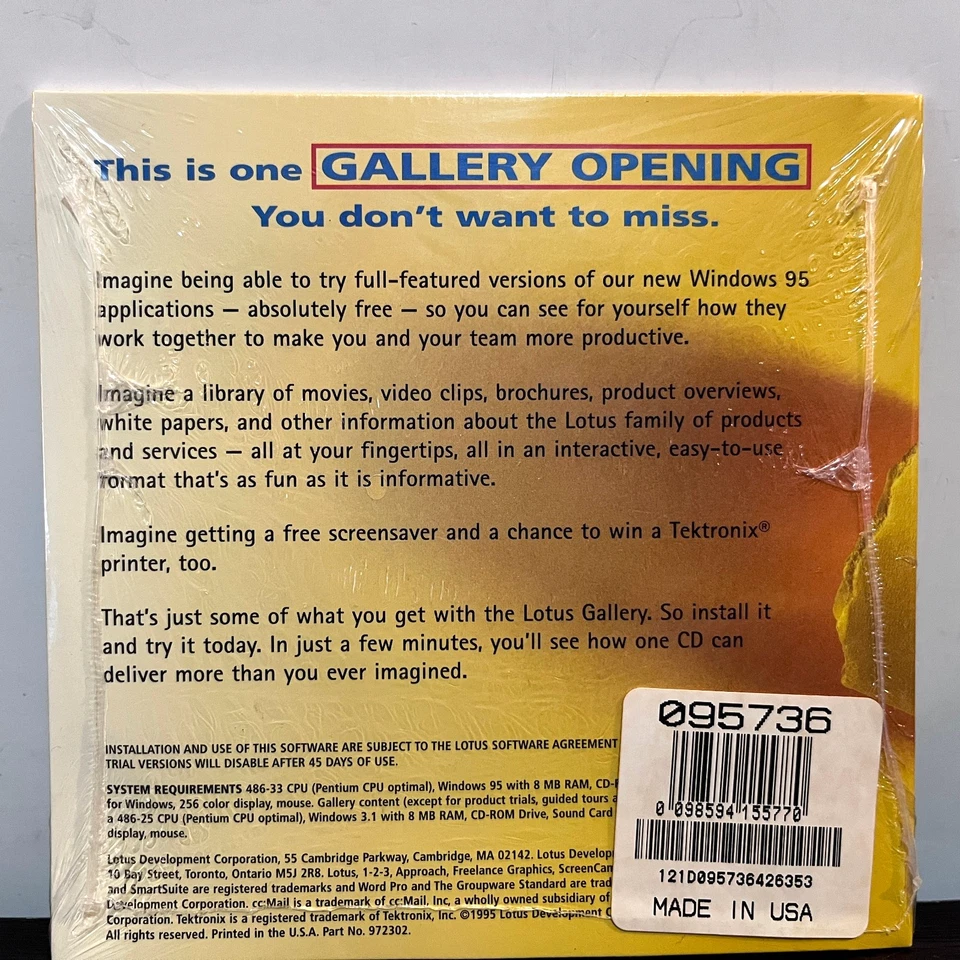 This is one GALLERY OPENING
You don't want to miss.
Imagine being able to try full-featured versions of our new Windows 95
applications — absolutely free — so you can see for yourself how they
work together to make you and your team more productive.
Imagine a library of movies, video clips, brochures, product overviews,
white papers, and other information about the Lotus family of products
and services — all at your fingertips, all in an interactive, easy-to-use
format that's as fun as it is informative.
Imagine getting a free screensaver and a chance to win a Tektronix®
printer, too.
That's just some of what you get with the Lotus Gallery. So install it
and try it today. In just a few minutes, you'll see how one CD can
deliver more than you ever imagined.
INSTALLATION AND USE OF THIS SOFTWARE ARE SUBJECT TO THE LOTUS SOFTWARE AGREEMENT
TRIAL VERSIONS WILL DISABLE AFTER 45 DAYS OF USE.
SYSTEM REQUIREMENTS 486-33 CPU (Pentium CPU optimal), Windows 95 with 8 MB RAM,
for Windows, 256 color display, mouse. Gallery content (except for product trials, guided tours
a 486-25 CPU (Pentium CPU optimal), Windows 3.1 with 8 MB RAM, CD-ROM Drive, Sound Card
display, mouse.
Lotus Development Corporation, 55 Cambridge Parkway, Cambridge, MA 02142. Lotus
10 Bay Street, Toronto, Ontario M5J 2R8. Lotus, 1-2-3, Approach, Freelance Graphics,
and SmartSuite are registered trademarks and Word Pro and The Groupware Standard are
Development Corporation. cc:Mail is a trademark of cc:Mail, Inc, a wholly owned subsidiary of
Corporation. Tektronix is a registered trademark of Tektronix, Inc. ©1995 Lotus Development
All rights reserved. Printed in the U.S.A. Part No. 972302.
095736
0 098594 155770
121D095736426353
MADE IN USA